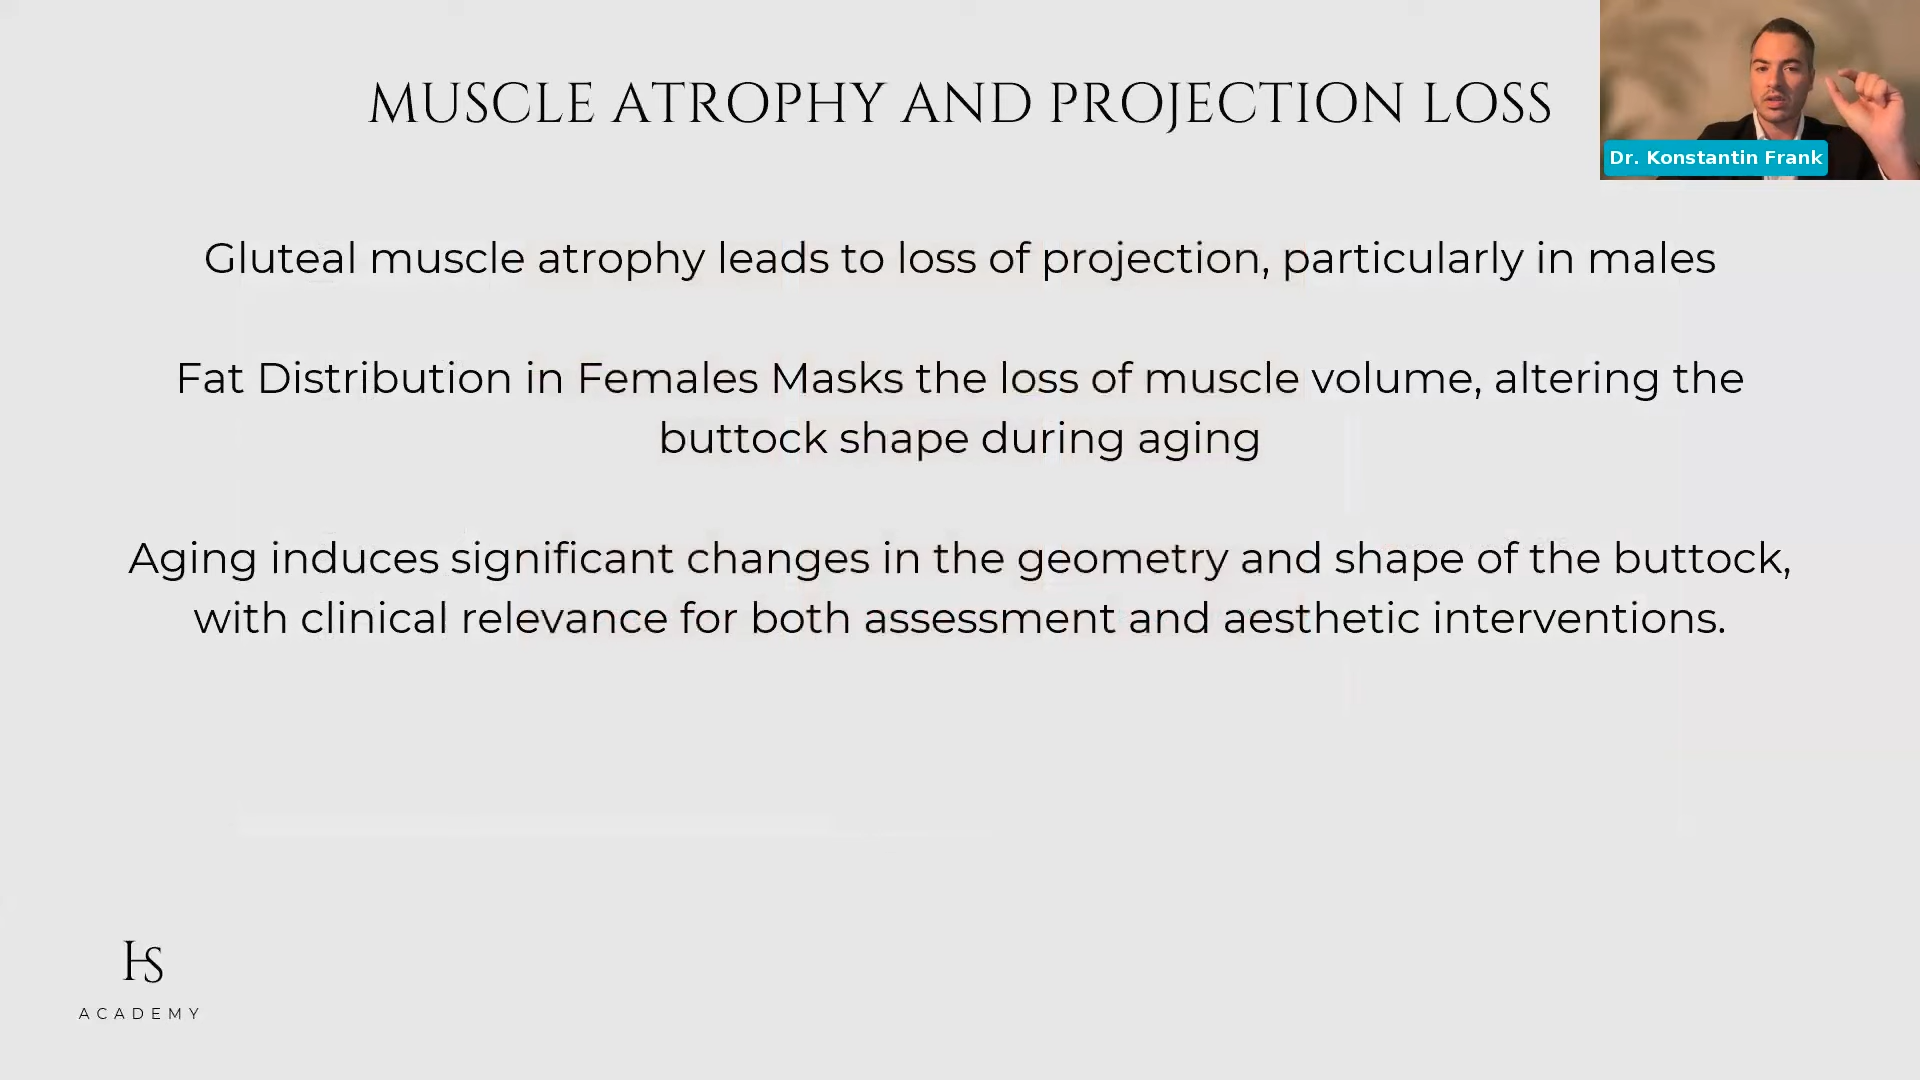 MUSCLE ATROPHY AND PROJECTION LOSS
Dr. Konstantin Frank
Gluteal muscle atrophy leads to loss of projection, particularly in males
Fat Distribution in Females Masks the loss of muscle volume, altering the
buttock shape during aging
Aging induces significant changes in the geometry and shape of the buttock,
with clinical relevance for both assessment and aesthetic interventions.
HS
ACADEMY